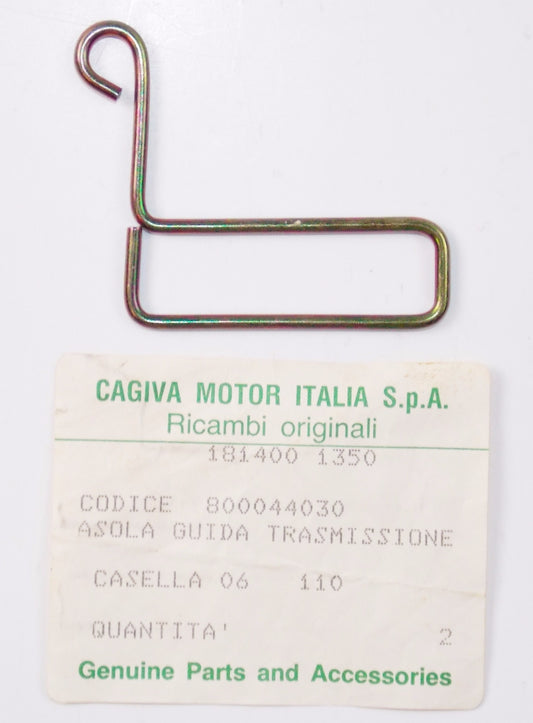 CAGIVA MOTOR ITALIA S.p.A.
Ricambi originali
181400 1350
CODICE 800044030
ASOLA GUIDA TRASMISSIONE
CASELLA 06 110
QUANTITA' 2
Genuine Parts and Accessories